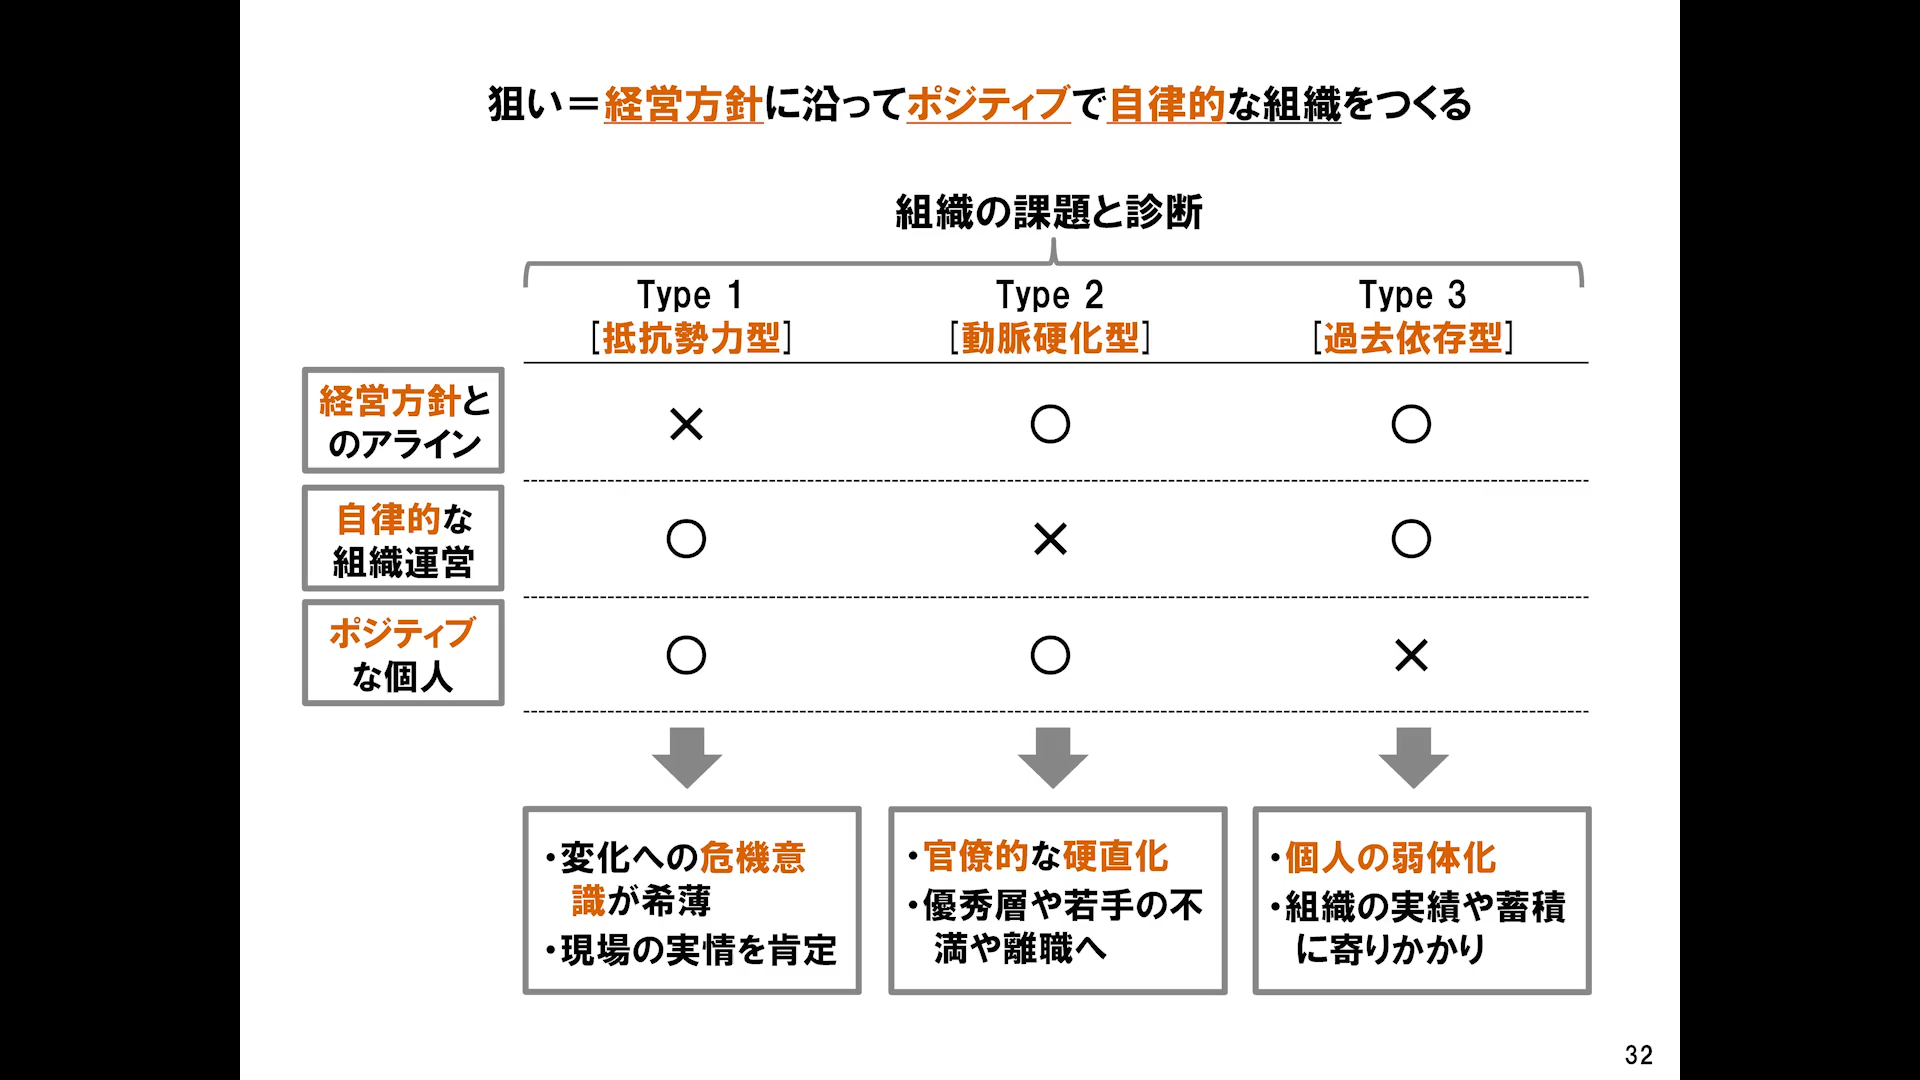 狙い＝経営方針に沿ってポジティブで自律的な組織をつくる
組織の課題と診断
Type 1
[抵抗勢力型]
Type 2
[動脈硬化型]
Type 3
[過去依存型]
経営方針と
のアライン
× ○ ○
自律的な
組織運営
○ × ○
ポジティブ
な個人
○ ○ ×
・変化への危機意
識が希薄
・現場の実情を肯定
・官僚的な硬直化
・優秀層や若手の不
満や離職へ
・個人の弱体化
・組織の実績や蓄積
に寄りかかり
32